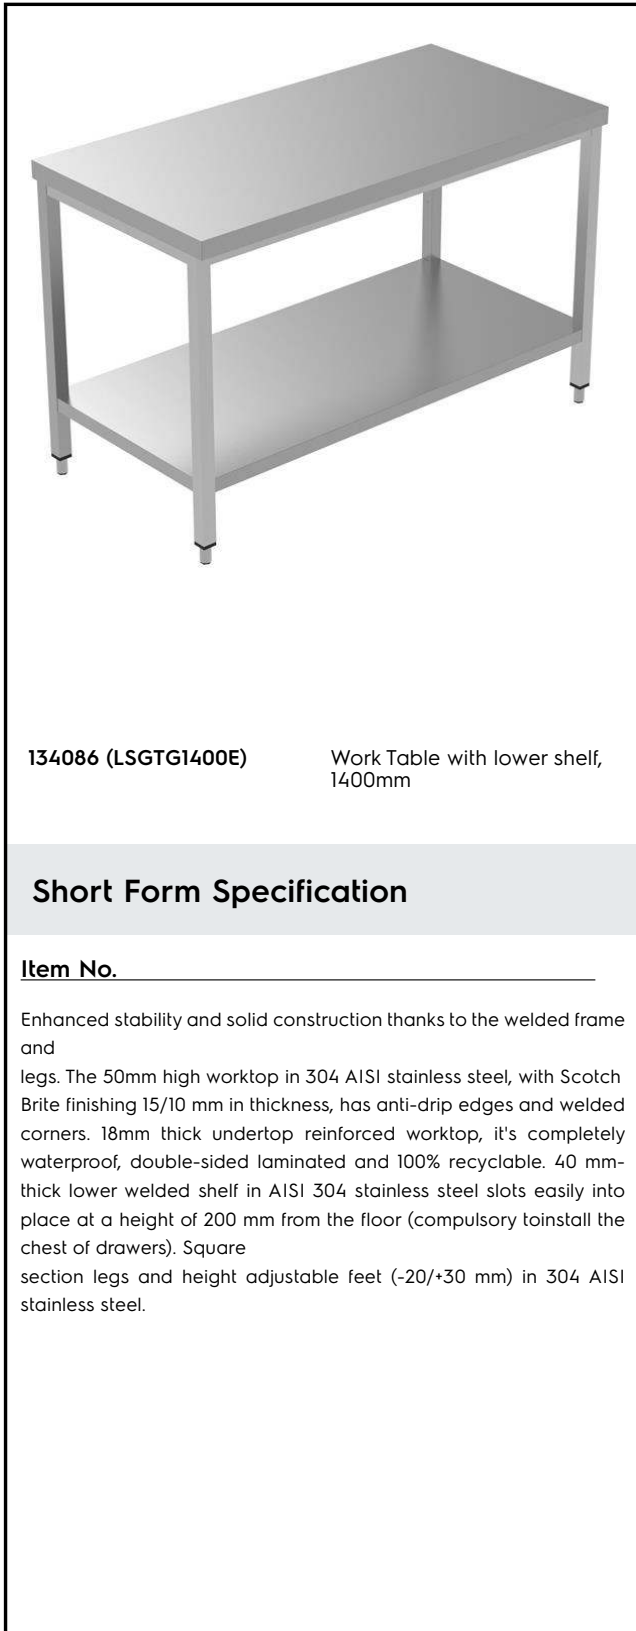 134086 (LSGTG1400E)
Work Table with lower shelf,
1400mm
Short Form Specification
Item No.
Enhanced stability and solid construction thanks to the welded frame
and
legs. The 50mm high worktop in 304 AISI stainless steel, with Scotch
Brite finishing 15/10 mm in thickness, has anti-drip edges and welded
corners. 18mm thick undertop reinforced worktop, it's completely
waterproof, double-sided laminated and 100% recyclable. 40 mm-
thick lower welded shelf in AISI 304 stainless steel slots easily into
place at a height of 200 mm from the floor (compulsory toinstall the
chest of drawers). Square
section legs and height adjustable feet (-20/+30 mm) in 304 AISI
stainless steel.